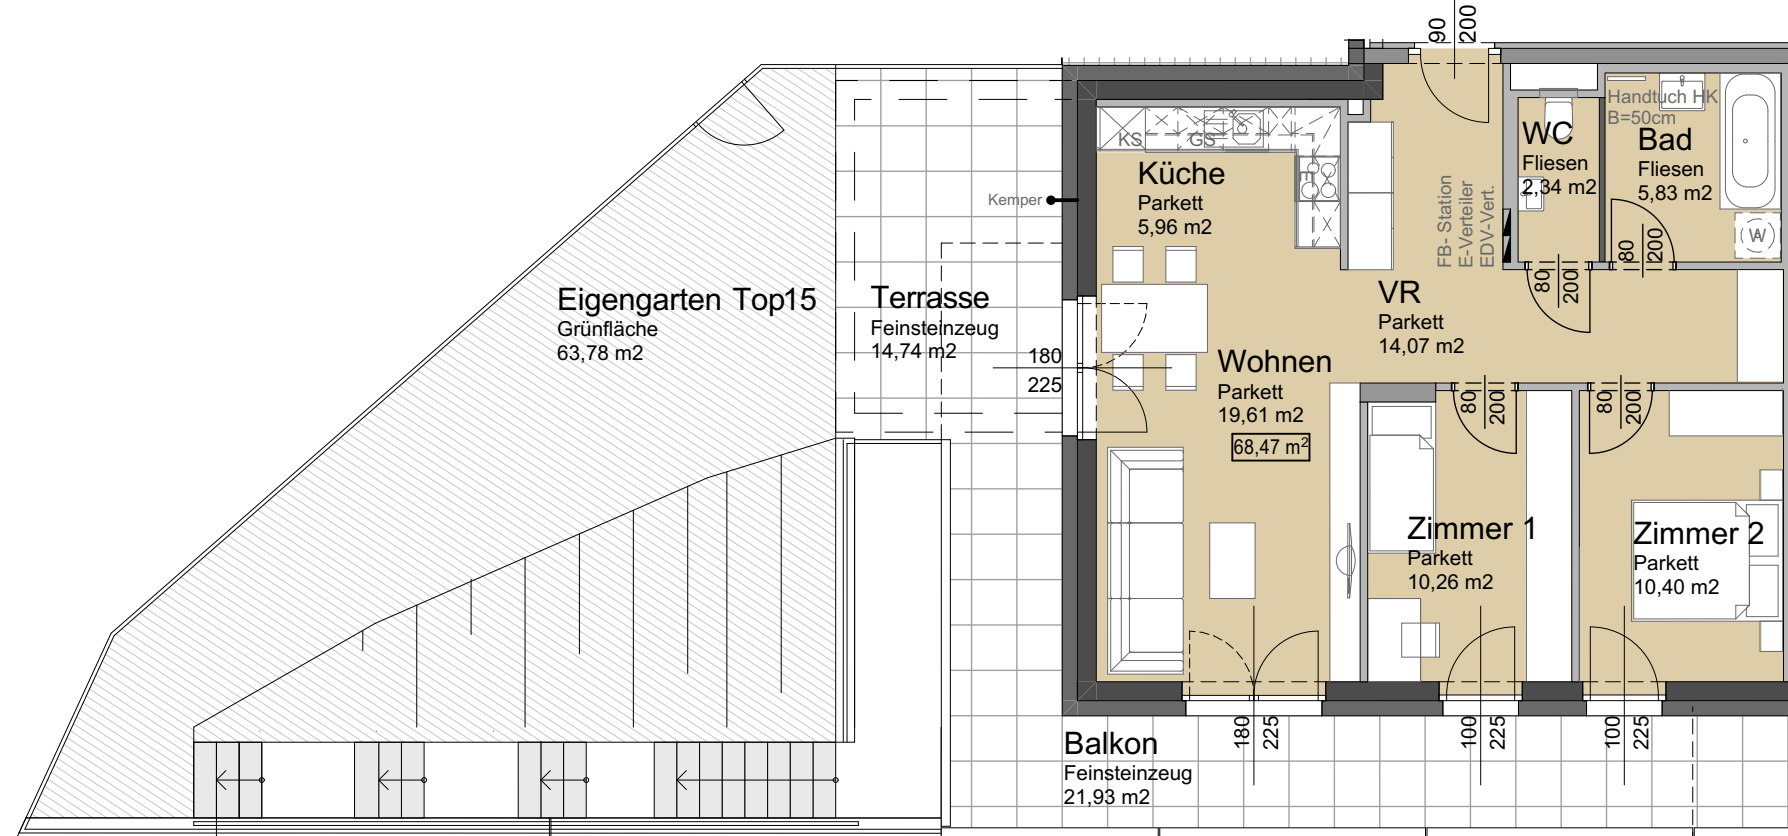 90
200
Handtuch HK
B=50cm
KS
GS
WC
Fliesen
2,34 m2
Bad
Fliesen
5,83 m2
Küche
Parkett
5,96 m2
Kemper
FB- Station
E-Verteiler
EDV-Vert.
W
80
200
80
200
Eigengarten Top15
Grünfläche
63,78 m2
Terrasse
Feinsteinzeug
14,74 m2
180
225
VR
Parkett
14,07 m2
Wohnen
Parkett
19,61 m2
68,47 m²
80
200
80
200
Zimmer 1
Parkett
10,26 m2
Zimmer 2
Parkett
10,40 m2
180
225
100
225
100
225
Balkon
Feinsteinzeug
21,93 m2